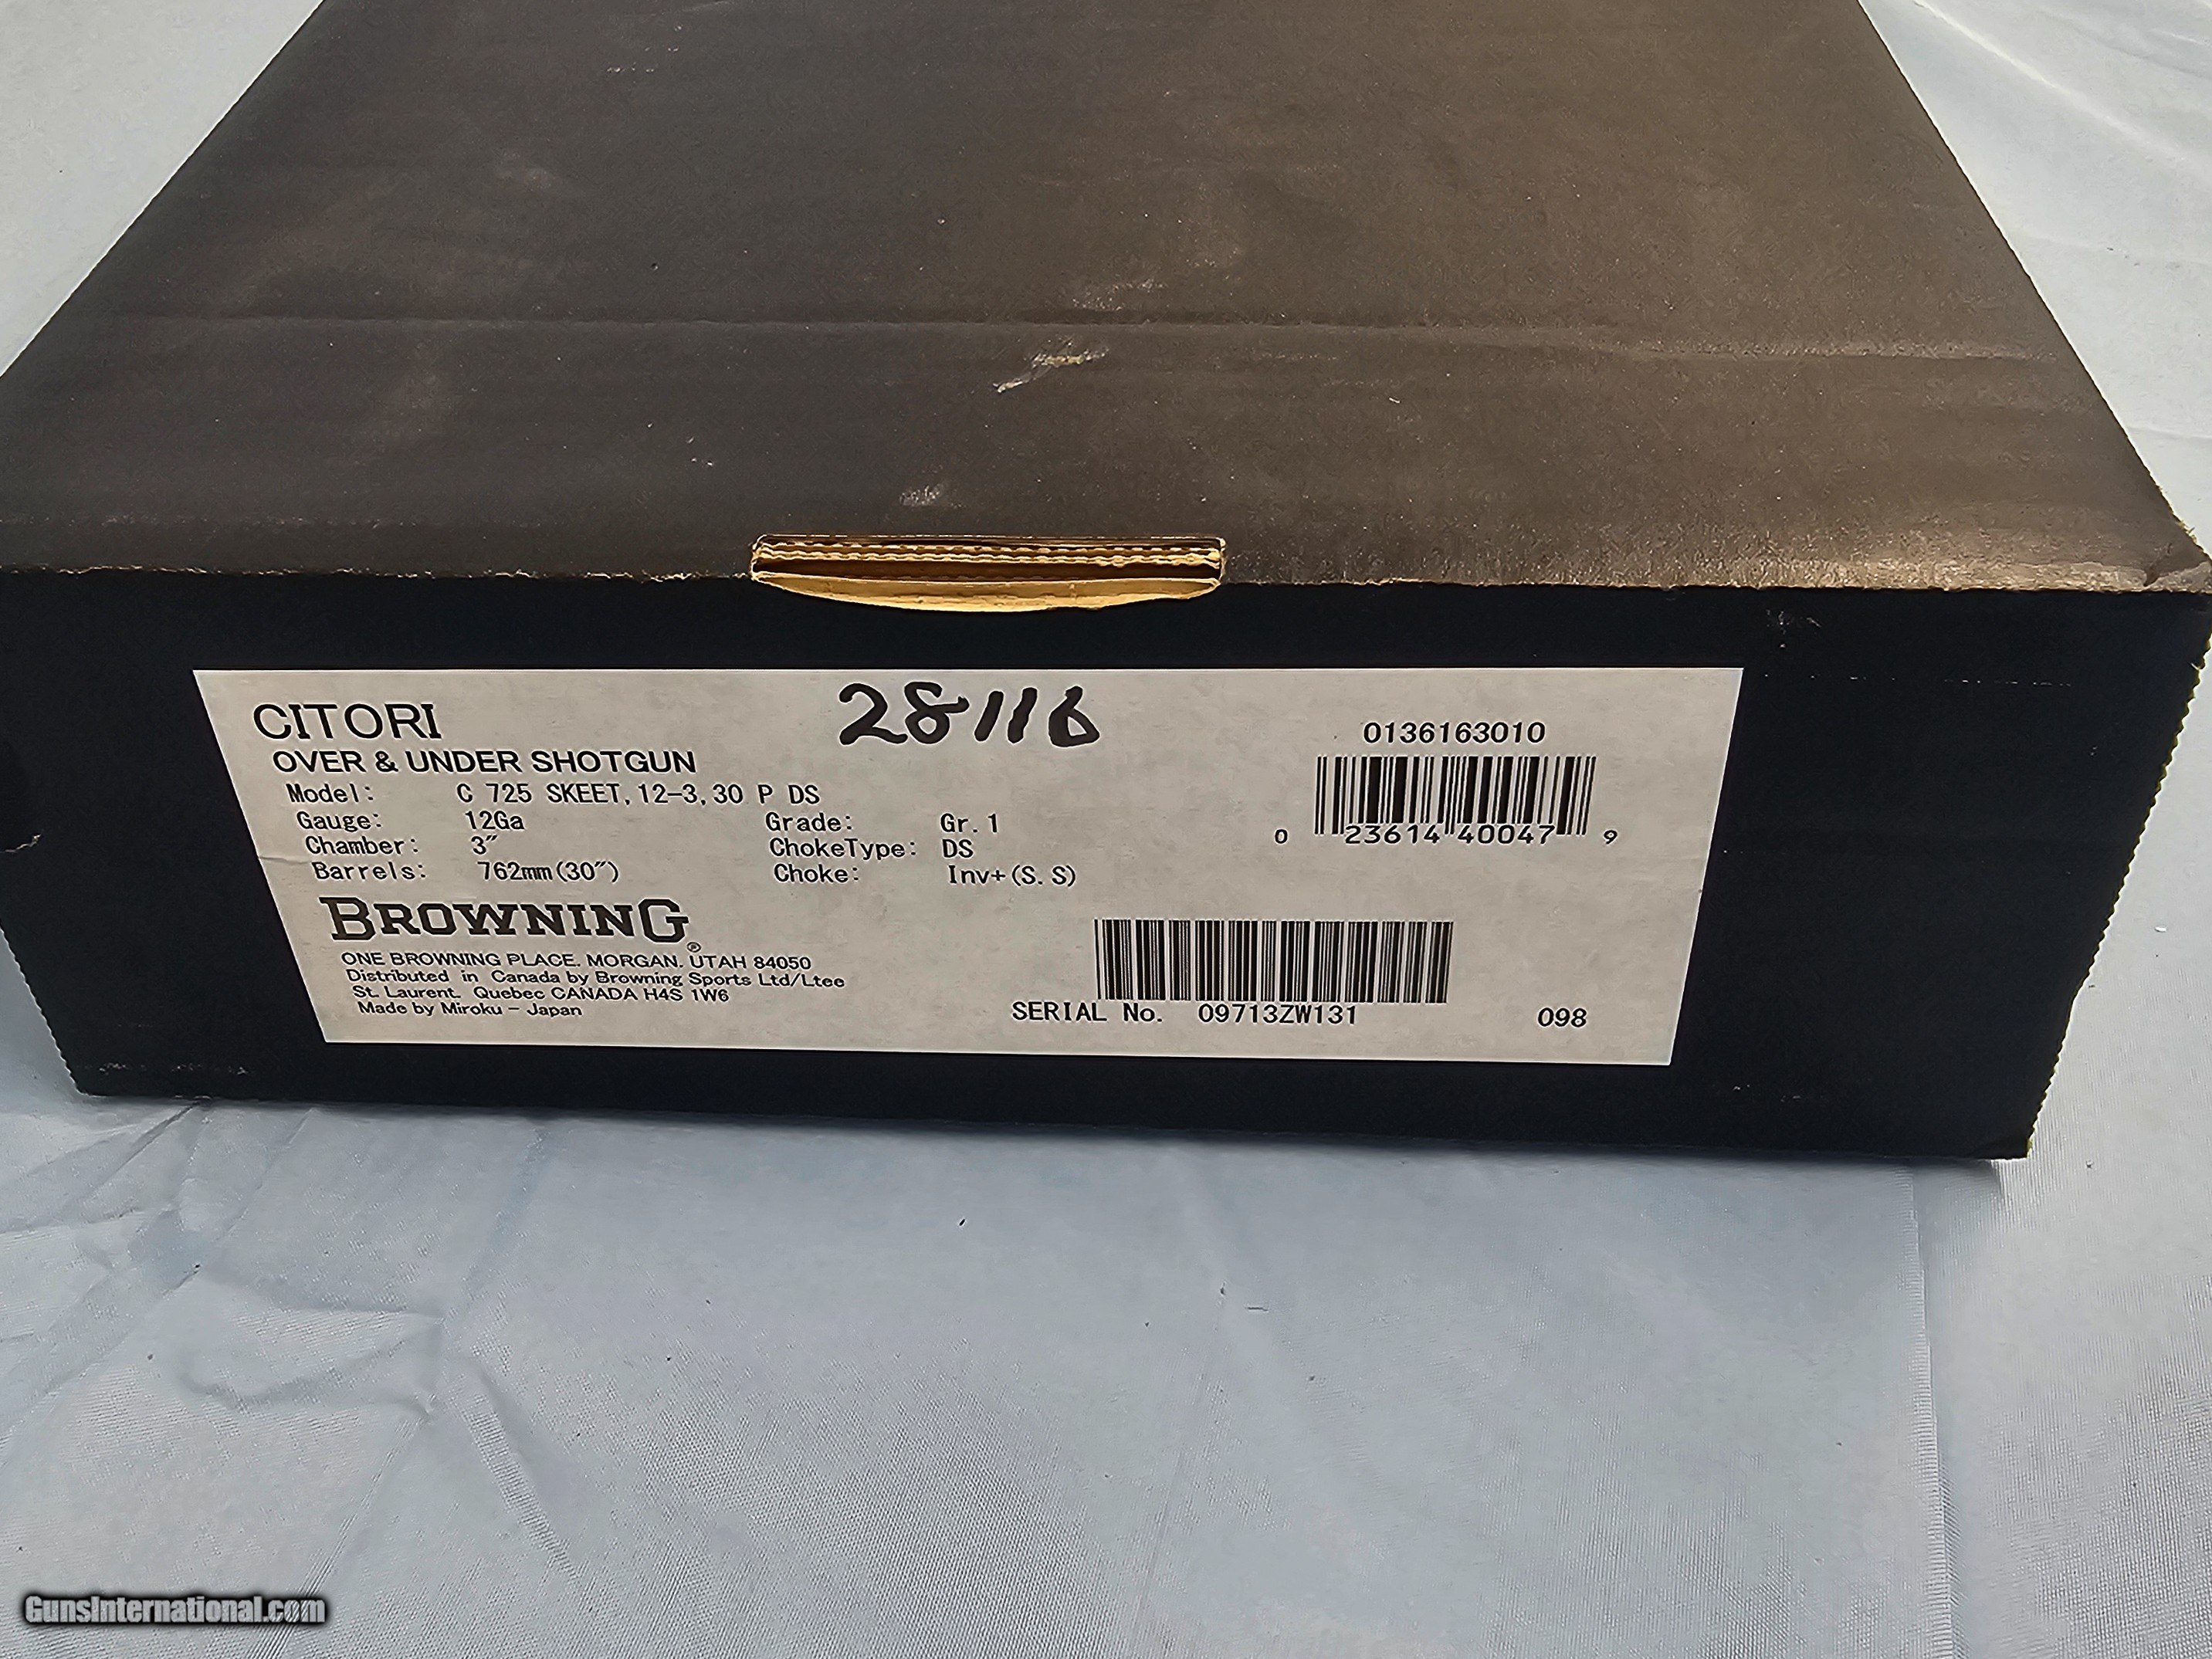 CITORI
28116
OVER & UNDER SHOTGUN
Model: C 725 SKEET,12-3,30 P DS
Gauge: 12Ga Grade: Gr.1
Chamber: 3" ChokeType: DS
Barrels: 762mm(30") Choke: Inv+(S.S)
0136163010
0 23614 40047 9
BROWNING®
ONE BROWNING PLACE. MORGAN. UTAH 84050
Distributed in Canada by Browning Sports Ltd/Ltee
St. Laurent. Quebec CANADA H4S 1W6
Made by Miroku - Japan
SERIAL No. 09713ZW131
098
GunsInternational.com